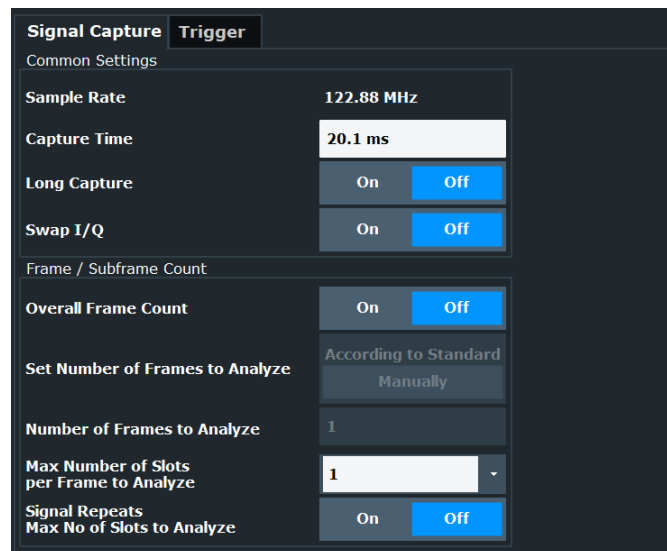 Signal Capture Trigger
Common Settings
Sample Rate 122.88 MHz
Capture Time 20.1 ms
Long Capture On Off
Swap I/Q On Off
Frame / Subframe Count
Overall Frame Count On Off
Set Number of Frames to Analyze According to Standard
Manually
Number of Frames to Analyze 1
Max Number of Slots
per Frame to Analyze 1
Signal Repeats
Max No of Slots to Analyze On Off